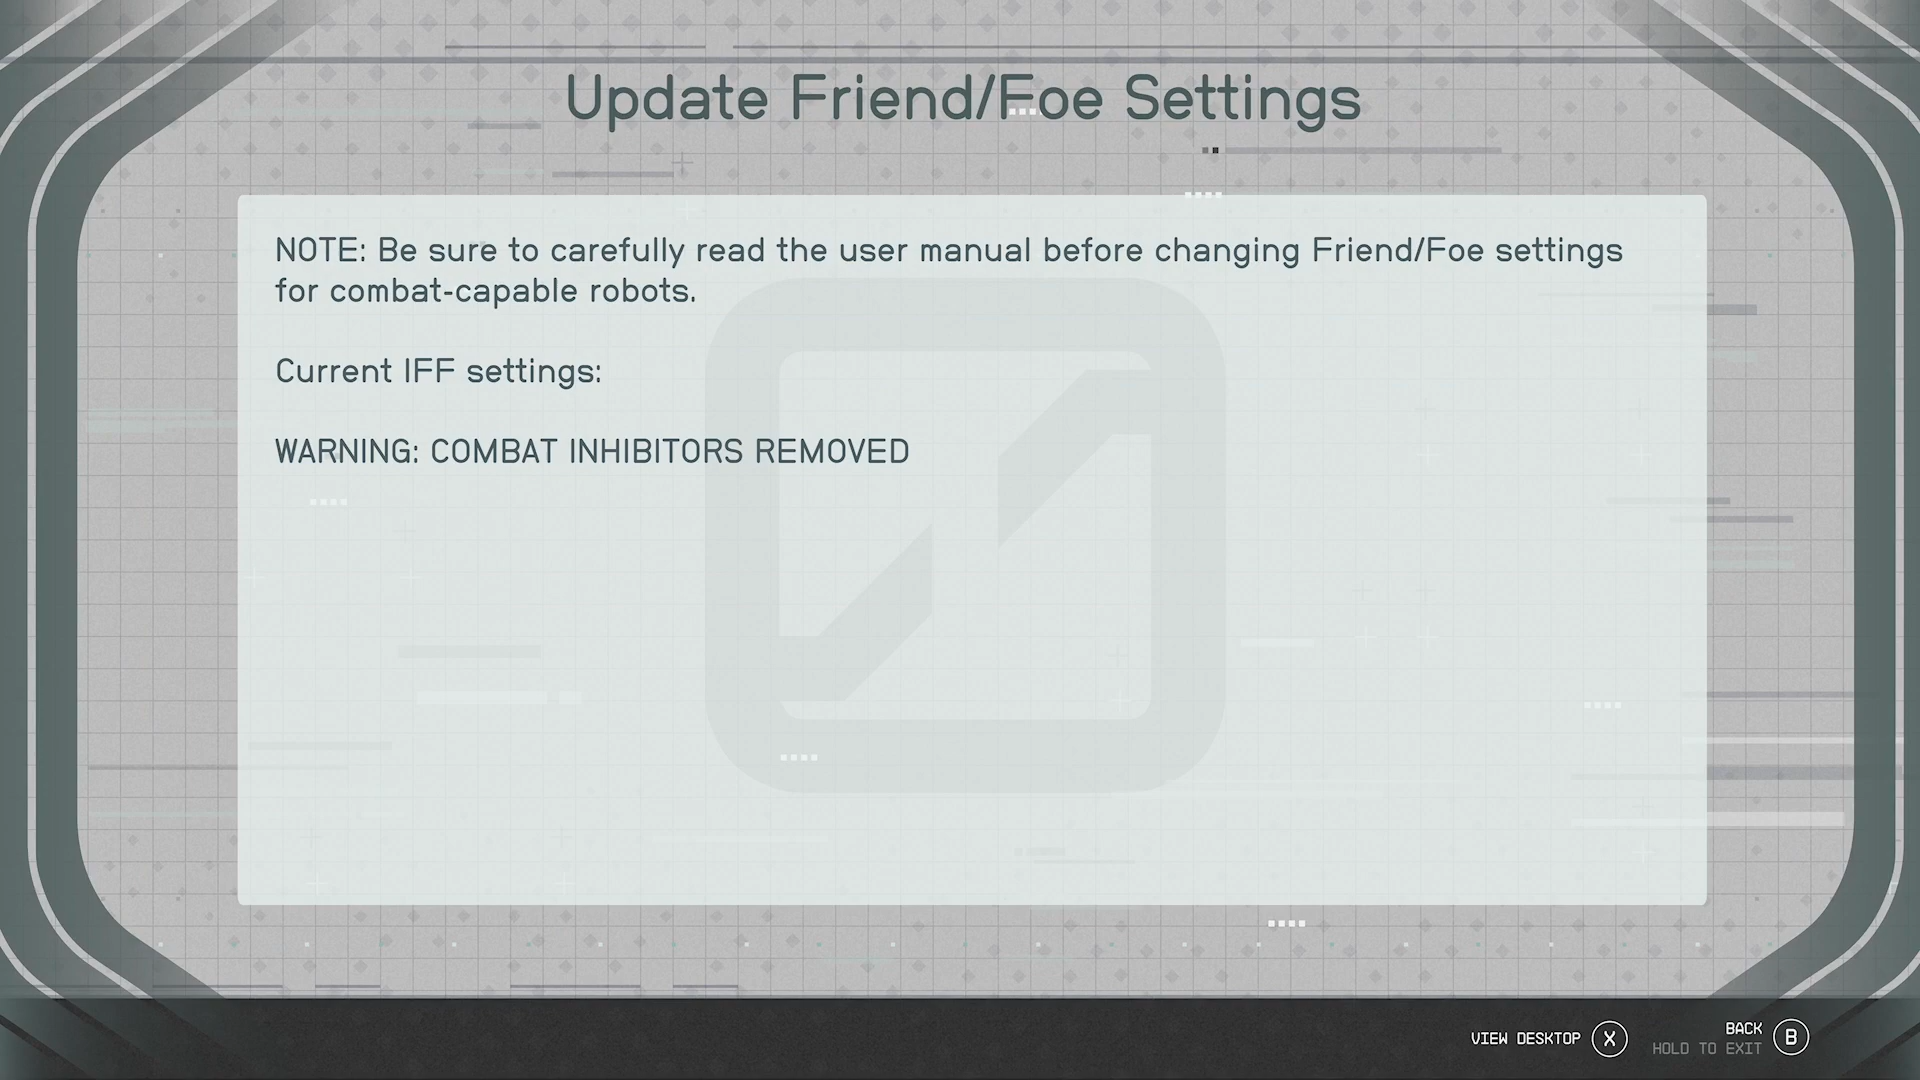 Update Friend/Foe Settings
NOTE: Be sure to carefully read the user manual before changing Friend/Foe settings
for combat-capable robots.
Current IFF settings:
WARNING: COMBAT INHIBITORS REMOVED
VIEW DESKTOP X
BACK B
HOLD TO EXIT